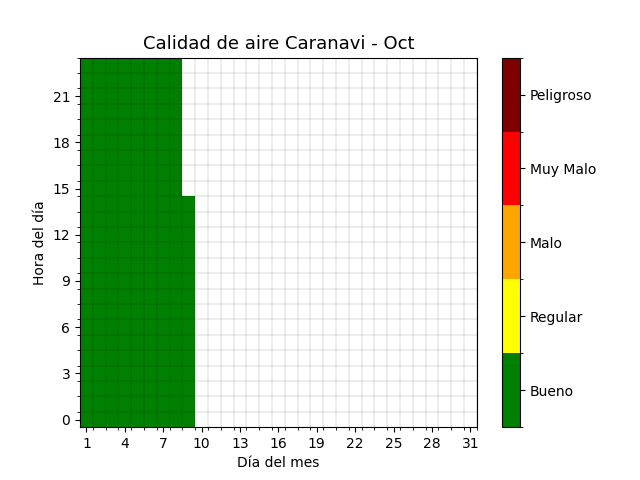 Calidad de aire Caranavi - Oct
Hora del día
21
18
15
12
9
6
3
0
1 4 7 10 13 16 19 22 25 28 31
Día del mes
Peligroso
Muy Malo
Malo
Regular
Bueno